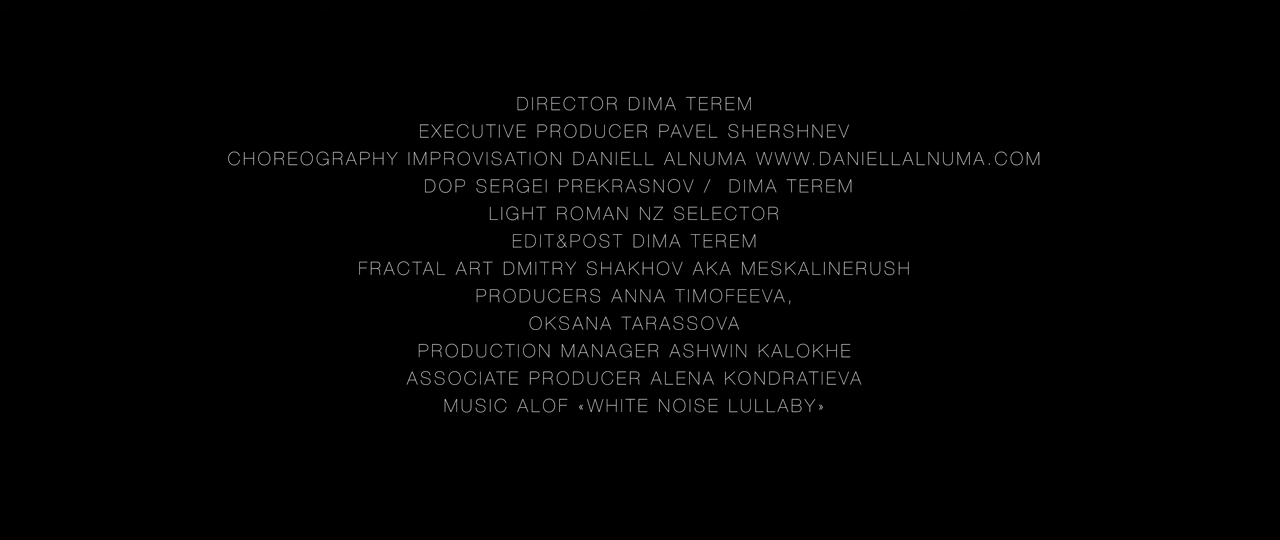 DIRECTOR DIMA TEREM
EXECUTIVE PRODUCER PAVEL SHERSHNEV
CHOREOGRAPHY IMPROVISATION DANIELL ALNUMA WWW.DANIELLALNUMA.COM
DOP SERGEI PREKRASNOV / DIMA TEREM
LIGHT ROMAN NZ SELECTOR
EDIT&POST DIMA TEREM
FRACTAL ART DMITRY SHAKHOV AKA MESKALINERUSH
PRODUCERS ANNA TIMOFEEVA,
OKSANA TARASSOVA
PRODUCTION MANAGER ASHWIN KALOKHE
ASSOCIATE PRODUCER ALENA KONDRATIEVA
MUSIC ALOF «WHITE NOISE LULLABY»